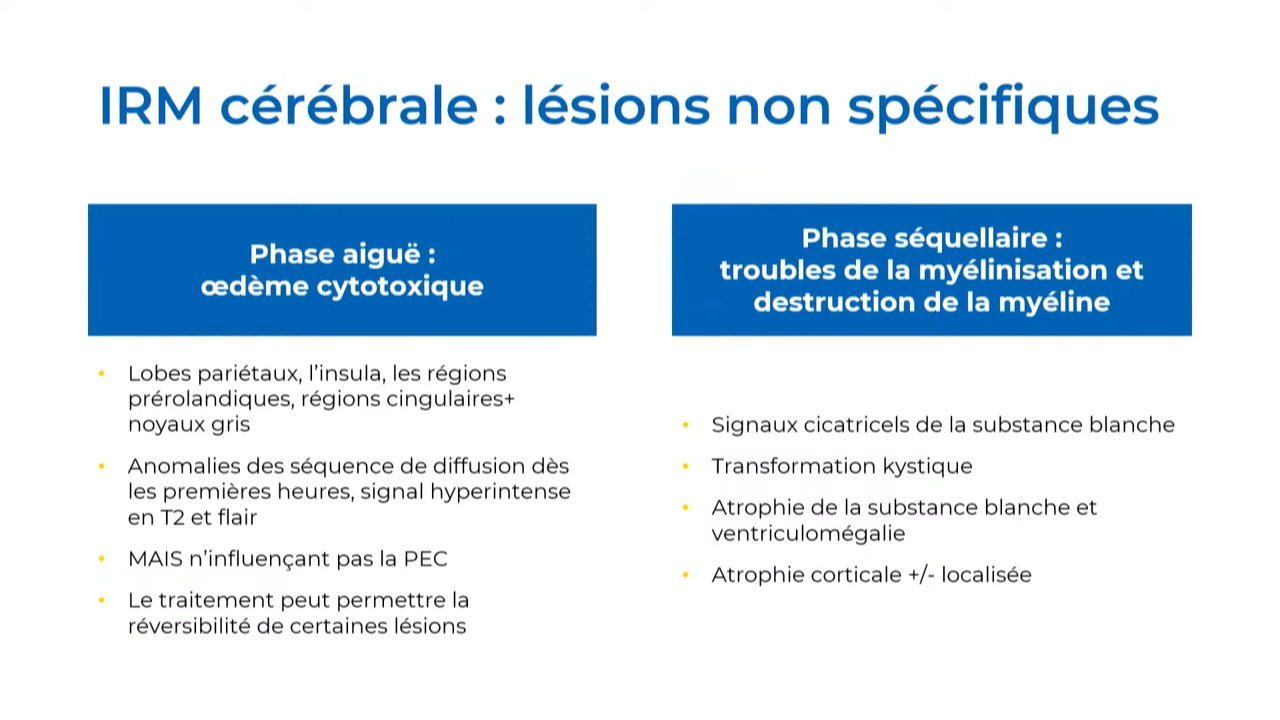 IRM cérébrale : lésions non spécifiques
Phase aiguë :
œdème cytotoxique
• Lobes pariétaux, l’insula, les régions
prérolandiques, régions cingulaires+
noyaux gris
• Anomalies des séquence de diffusion dès
les premières heures, signal hyperintense
en T2 et flair
• MAIS n’influençant pas la PEC
• Le traitement peut permettre la
réversibilité de certaines lésions
Phase séquellaire :
troubles de la myélinisation et
destruction de la myéline
• Signaux cicatricels de la substance blanche
• Transformation kystique
• Atrophie de la substance blanche et
ventriculomégalie
• Atrophie corticale +/- localisée